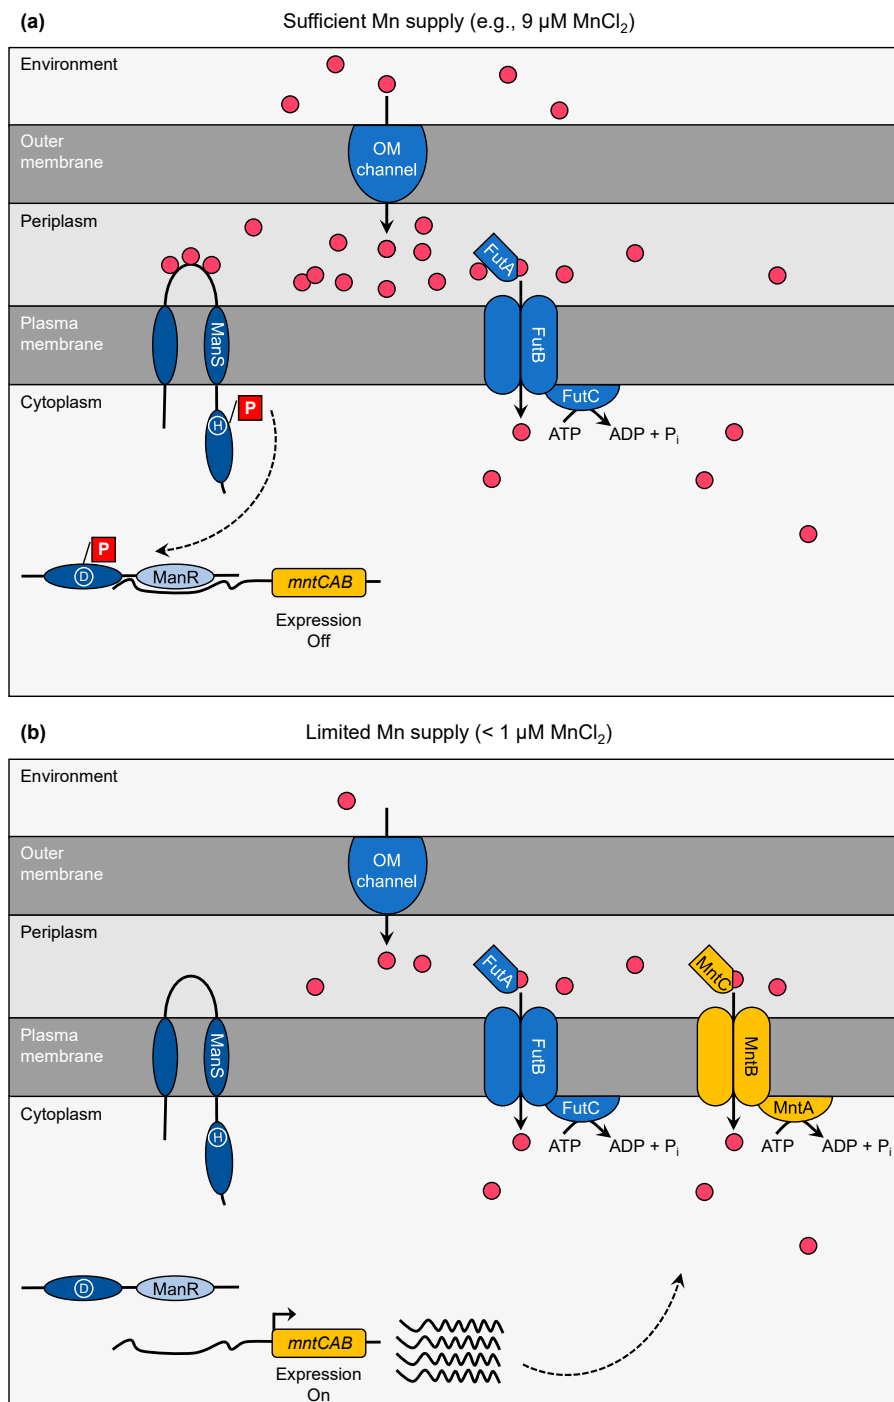 (a) Sufficient Mn supply (e.g., 9 µM MnCl₂)
Environment
Outer
membrane
OM
channel
Periplasm
FutA
Plasma
membrane
ManS
FutB
Cytoplasm
FutC
P
H
ATP ADP + Pᵢ
P
D
ManR
mntCAB
Expression
Off
(b) Limited Mn supply (< 1 µM MnCl₂)
Environment
Outer
membrane
OM
channel
Periplasm
FutA
MntC
Plasma
membrane
ManS
FutB
MntB
Cytoplasm
FutC
MntA
H
ATP ADP + Pᵢ
ATP ADP + Pᵢ
D
ManR
mntCAB
Expression
On